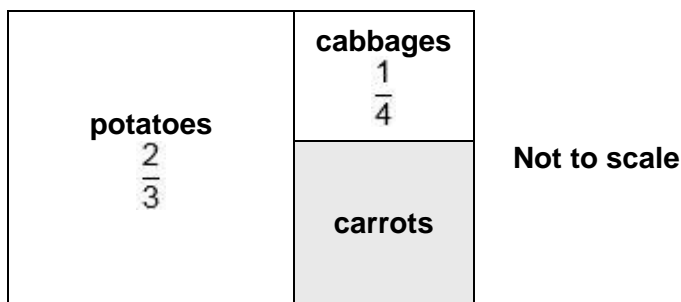 potatoes
2/3
cabbages
1/4
carrots
Not to scale